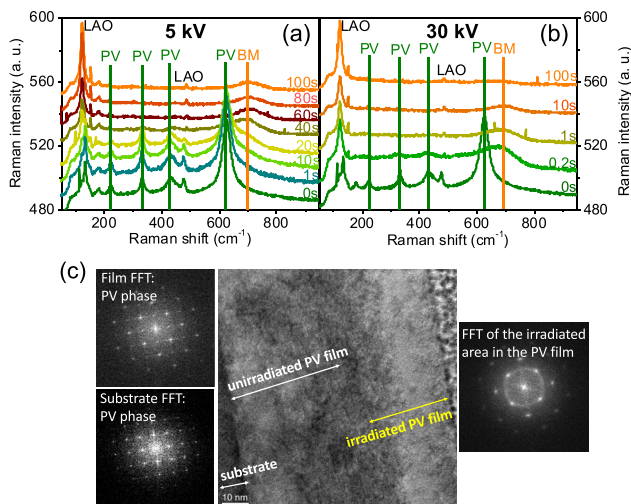 5 kV
(a)
LAO
PV
PV
PV
PV
BM
LAO
100s
80s
60s
40s
20s
10s
1s
0s
600
560
520
480
Raman intensity (a. u.)
200 400 600 800
Raman shift (cm-1)
30 kV
(b)
LAO
PV
PV
PV
PV
BM
LAO
100s
10s
1s
0.2s
0s
600
560
520
480
Raman intensity (a. u.)
200 400 600 800
Raman shift (cm-1)
(c)
Film FFT:
PV phase
Substrate FFT:
PV phase
unirradiated PV film
irradiated PV film
substrate
10 nm
FFT of the irradiated
area in the PV film